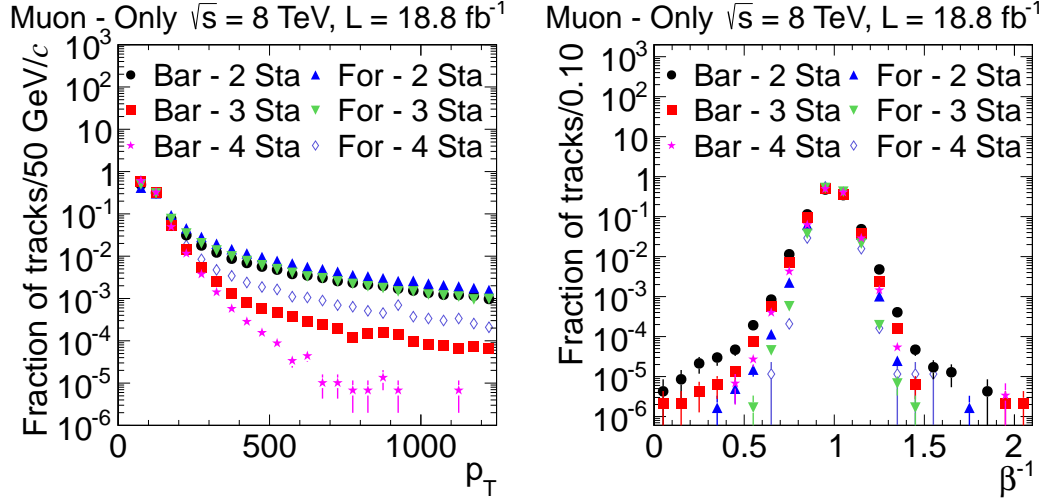 Muon - Only √s = 8 TeV, L = 18.8 fb⁻¹
Fraction of tracks/50 GeV/c
10³
10²
10
1
10⁻¹
10⁻²
10⁻³
10⁻⁴
10⁻⁵
10⁻⁶
Bar - 2 Sta
For - 2 Sta
Bar - 3 Sta
For - 3 Sta
Bar - 4 Sta
For - 4 Sta
0 500 1000
p_T
Muon - Only √s = 8 TeV, L = 18.8 fb⁻¹
Fraction of tracks/0.10
10³
10²
10
1
10⁻¹
10⁻²
10⁻³
10⁻⁴
10⁻⁵
10⁻⁶
Bar - 2 Sta
For - 2 Sta
Bar - 3 Sta
For - 3 Sta
Bar - 4 Sta
For - 4 Sta
0 0.5 1.0 1.5 2
β⁻¹